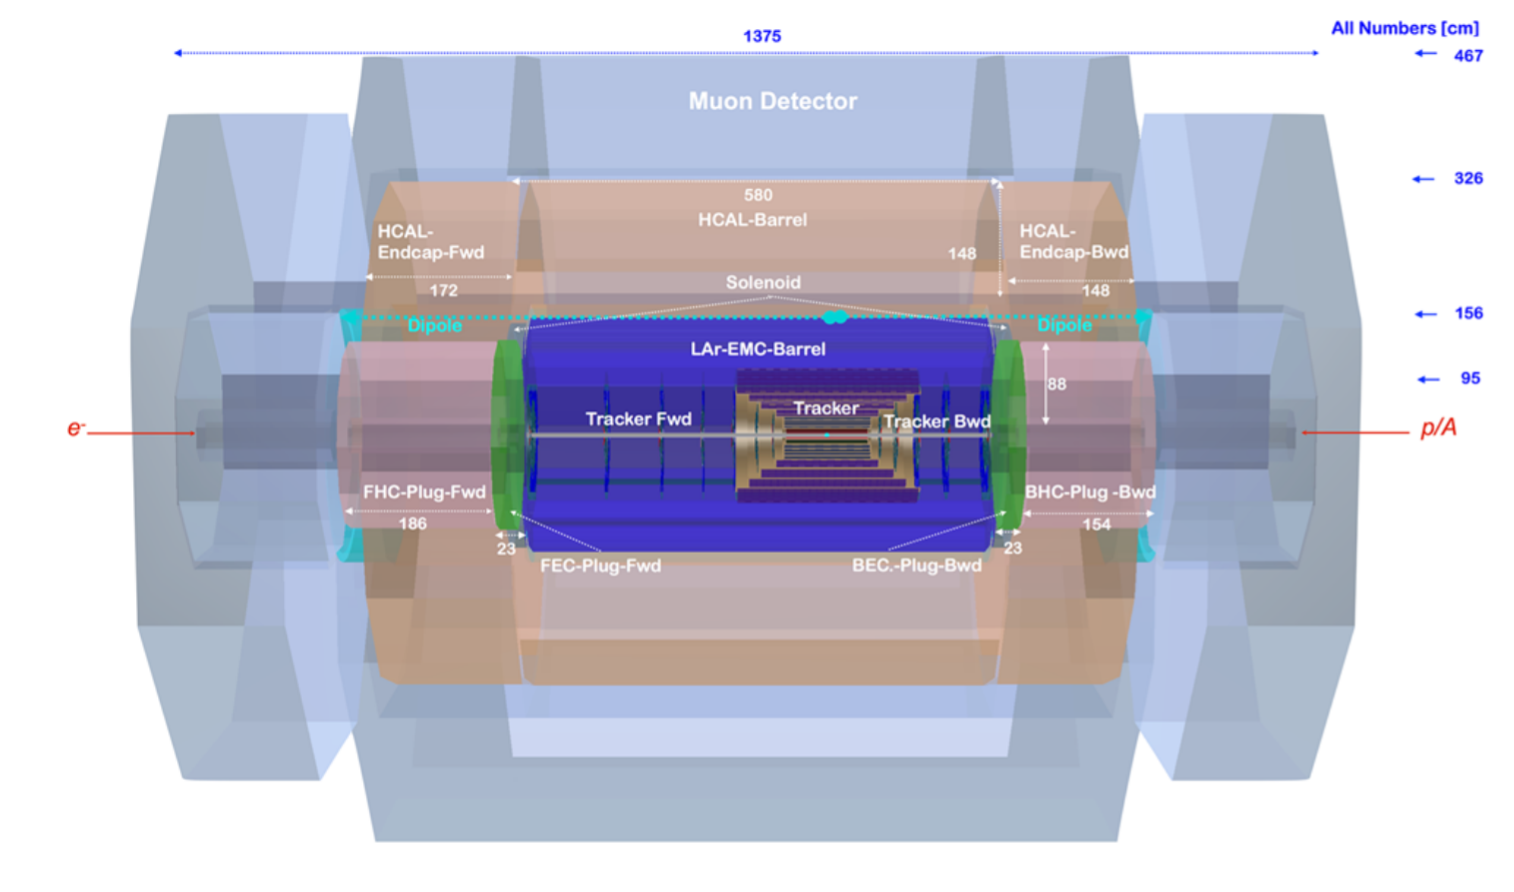 All Numbers [cm]
1375
467
Muon Detector
326
580
HCAL-Barrel
HCAL-
Endcap-Fwd
HCAL-
Endcap-Bwd
148
172
Solenoid
148
156
Dipole
Dipole
LAr-EMC-Barrel
95
88
Tracker Fwd
Tracker
Tracker Bwd
e-
p/A
FHC-Plug-Fwd
BHC-Plug -Bwd
186
154
23
23
FEC-Plug-Fwd
BEC.-Plug-Bwd